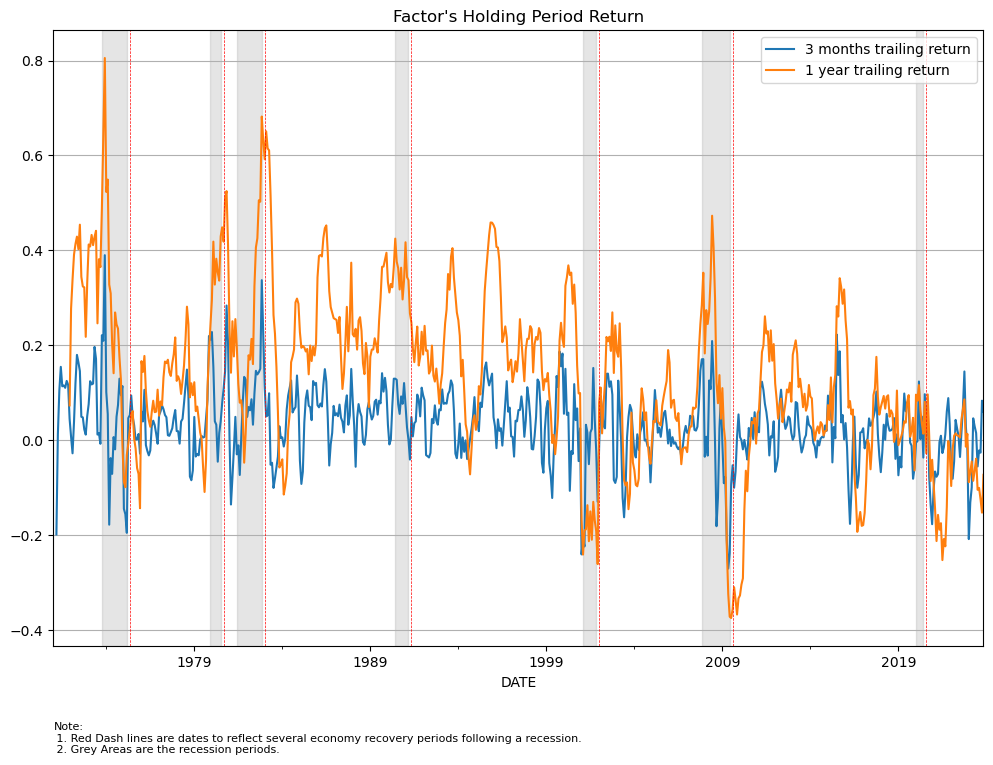 Factor's Holding Period Return
3 months trailing return
1 year trailing return
0.8
0.6
0.4
0.2
0.0
−0.2
−0.4
1979 1989 1999 2009 2019
DATE
Note:
1. Red Dash lines are dates to reflect several economy recovery periods following a recession.
2. Grey Areas are the recession periods.